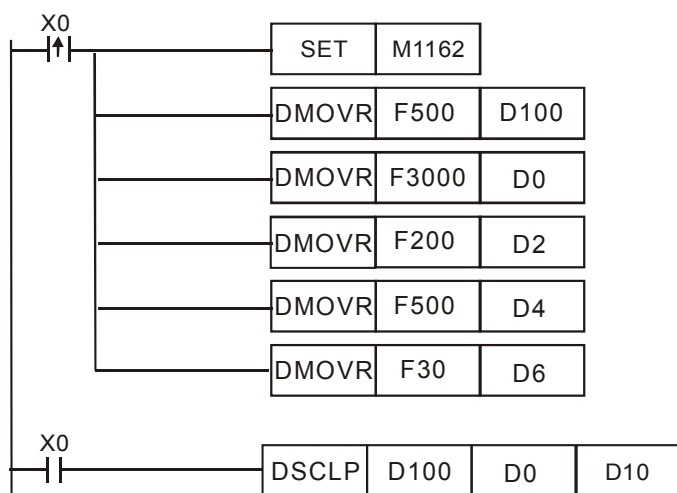 X0
SET M1162
DMOVR F500 D100
DMOVR F3000 D0
DMOVR F200 D2
DMOVR F500 D4
DMOVR F30 D6
X0
DSCLP D100 D0 D10